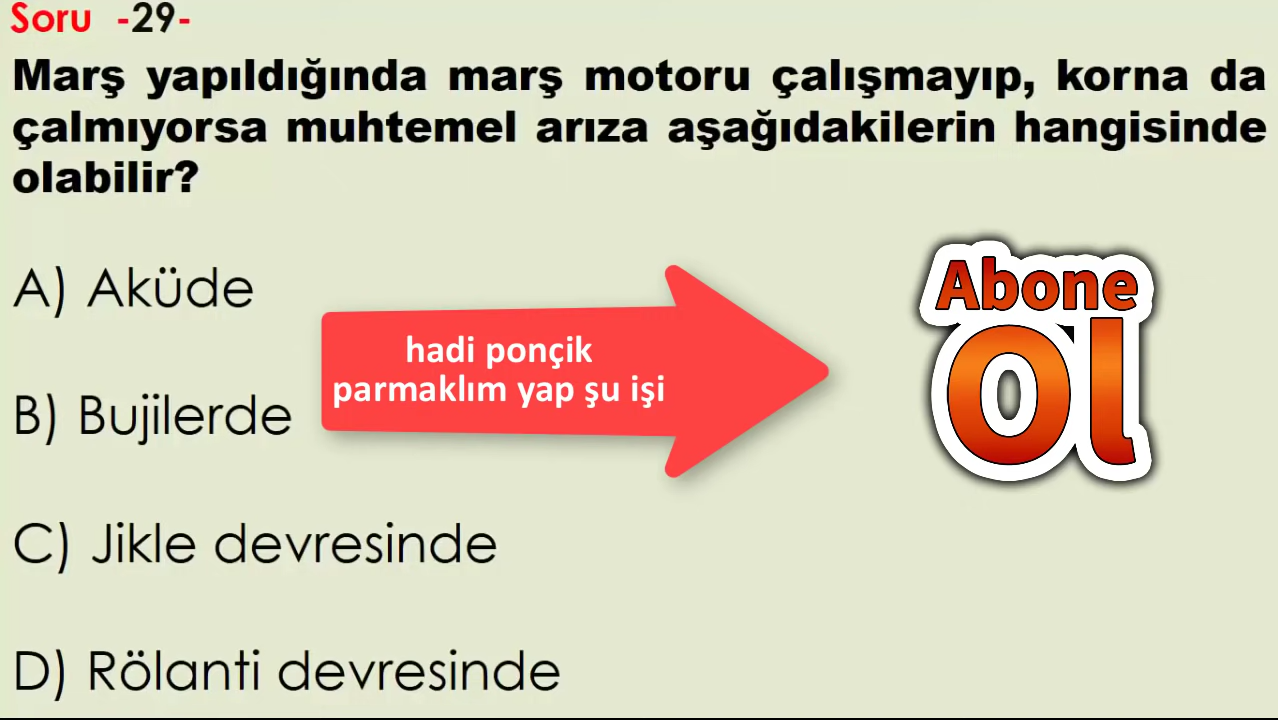 Soru -29-
Marş yapıldığında marş motoru çalışmayıp, korna da
çalmıyorsa muhtemel arıza aşağıdakilerin hangisinde
olabilir?
A) Aküde
B) Bujilerde
C) Jikle devresinde
D) Rölanti devresinde
hadi ponçik
parmaklım yap şu işi
Abone
Ol